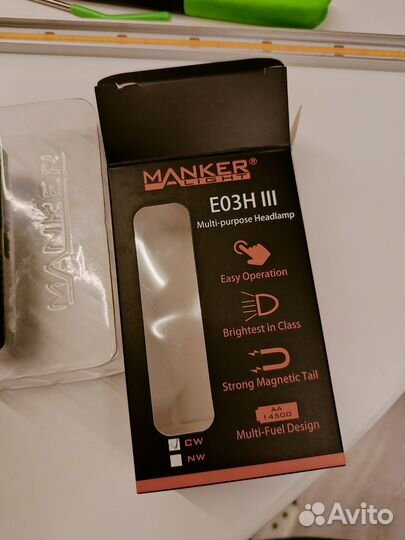 MANKER®
LIGHT
E03H III
Multi-purpose Headlamp
Easy Operation
Brightest in Class
Strong Magnetic Tail
AA
14500
Multi-Fuel Design
CW
NW
MANKER
Avito